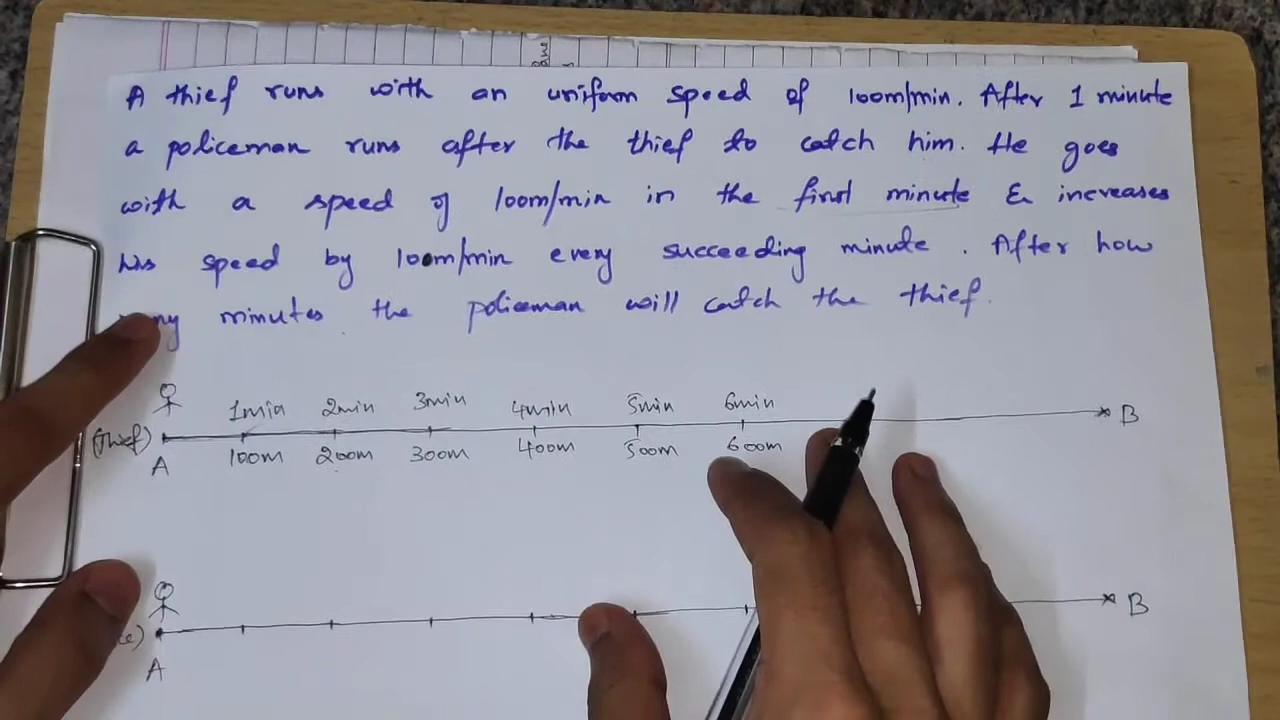 A thief runs with an uniform speed of 100m/min. After 1 minute
a policeman runs after the thief to catch him. He goes
with a speed of 100m/min in the first minute & increases
his speed by 100m/min every succeeding minute. After how
minutes the policeman will catch the thief.
1min 2min 3min 4min 5min 6min
(Thief) B
A 100m 200m 300m 400m 500m 600m
B
A